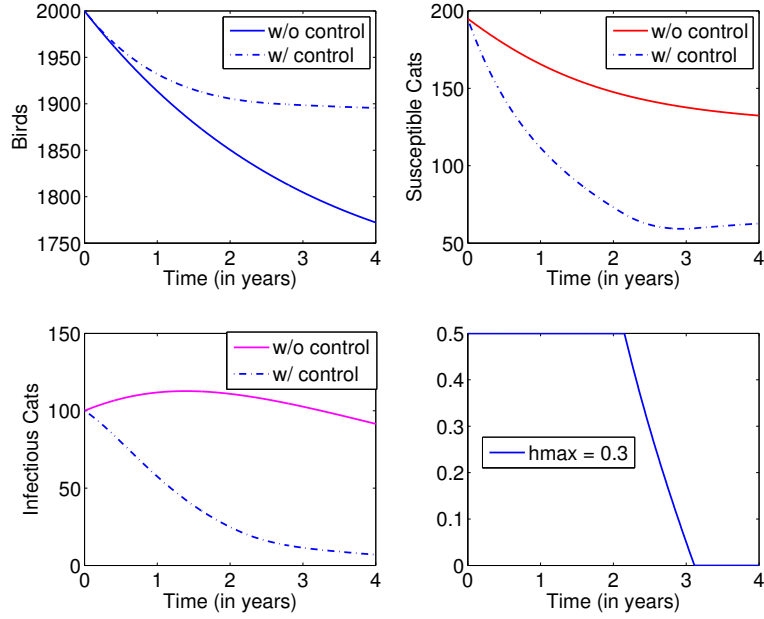 2000
1950
1900
1850
1800
1750
Birds
w/o control
w/ control
0 1 2 3 4
Time (in years)
200
150
100
50
Susceptible Cats
w/o control
w/ control
0 1 2 3 4
Time (in years)
150
100
50
0
Infectious Cats
w/o control
w/ control
0 1 2 3 4
Time (in years)
0.5
0.4
0.3
0.2
0.1
0
hmax = 0.3
0 1 2 3 4
Time (in years)